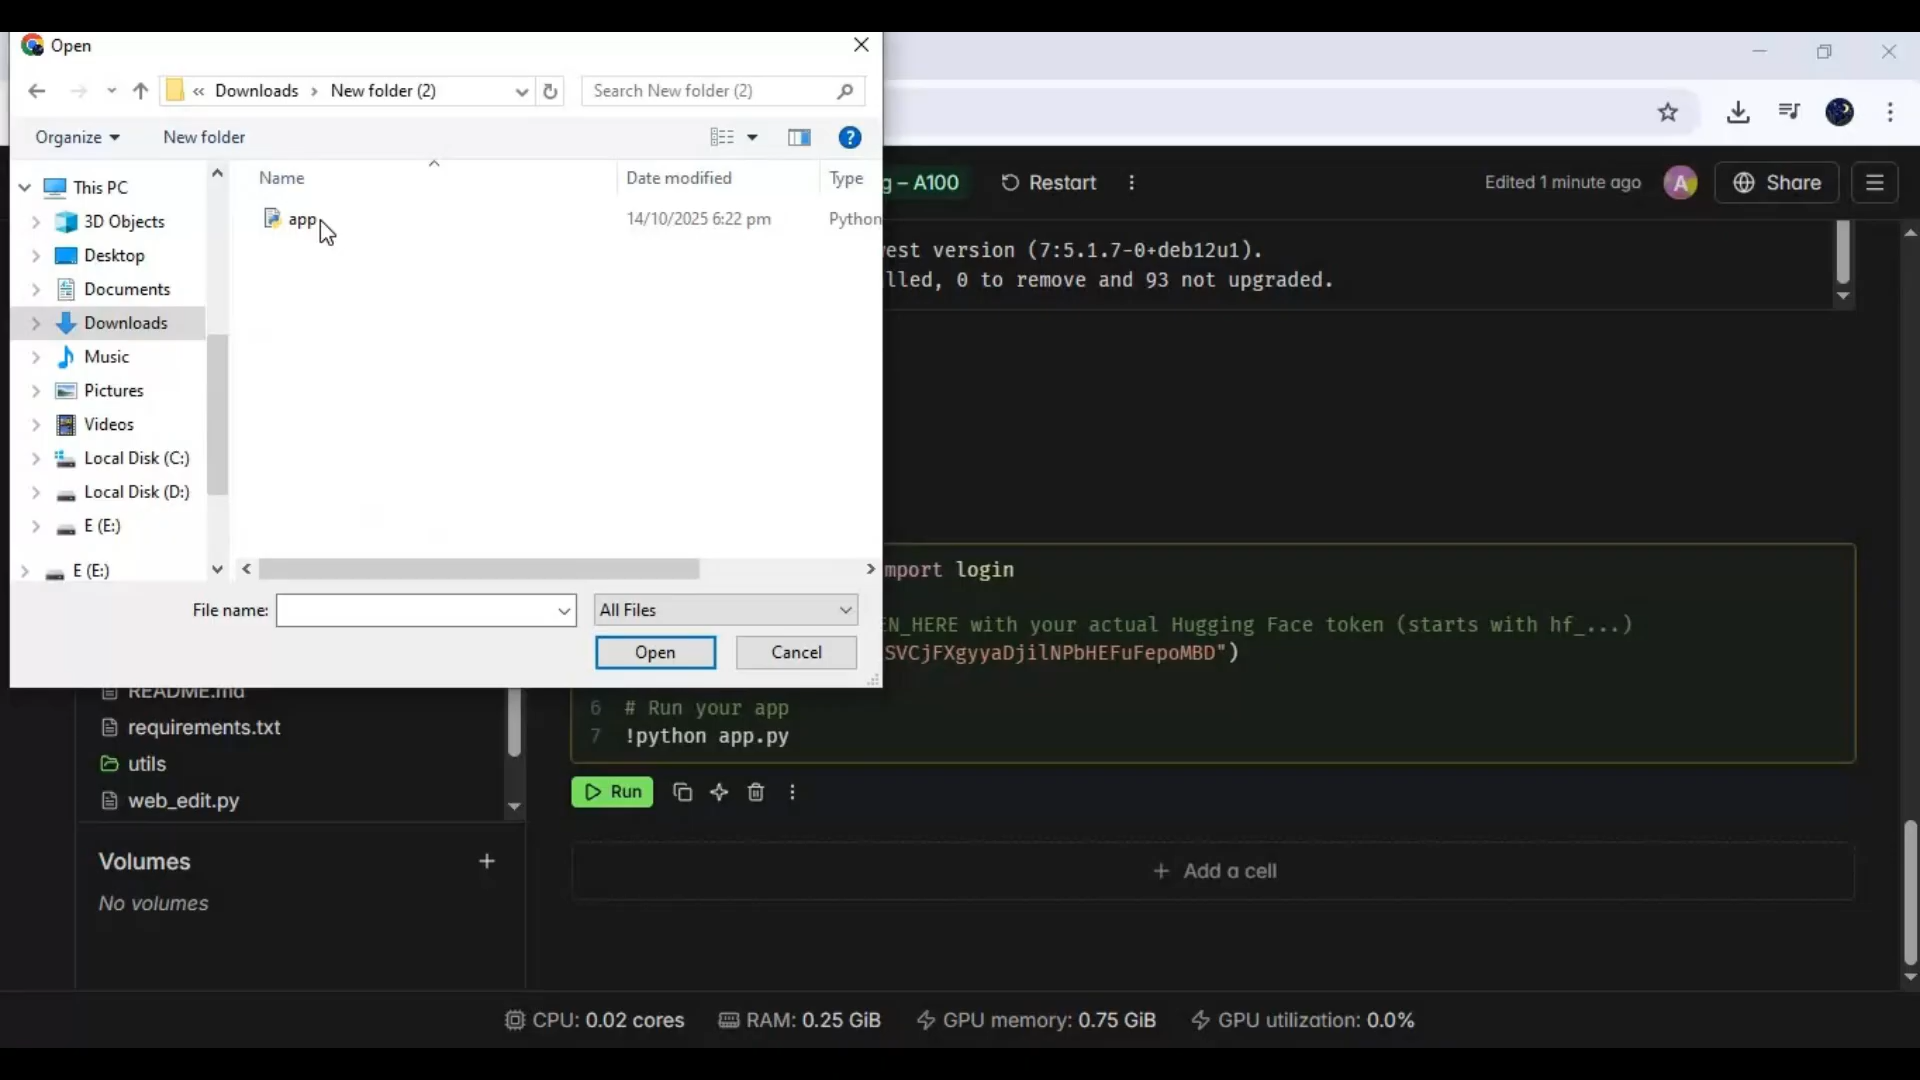 Open
« Downloads > New folder (2)
Search New folder (2)
Organize
New folder
?
Name
Date modified
Type
app
14/10/2025 6:22 pm
Python
This PC
3D Objects
Desktop
Documents
Downloads
Music
Pictures
Videos
Local Disk (C:)
Local Disk (D:)
E (E:)
E (E:)
File name:
All Files
Open
Cancel
g – A100
Restart
Edited 1 minute ago
A
Share
est version (7:5.1.7-0+deb12u1).
lled, 0 to remove and 93 not upgraded.
mport login
EN_HERE with your actual Hugging Face token (starts with hf_...)
SVCjFXgyyaDjilNPbHEFuFepoMBD")
6 # Run your app
7 !python app.py
README.md
requirements.txt
utils
web_edit.py
Run
Volumes
No volumes
Add a cell
CPU: 0.02 cores
RAM: 0.25 GiB
GPU memory: 0.75 GiB
GPU utilization: 0.0%